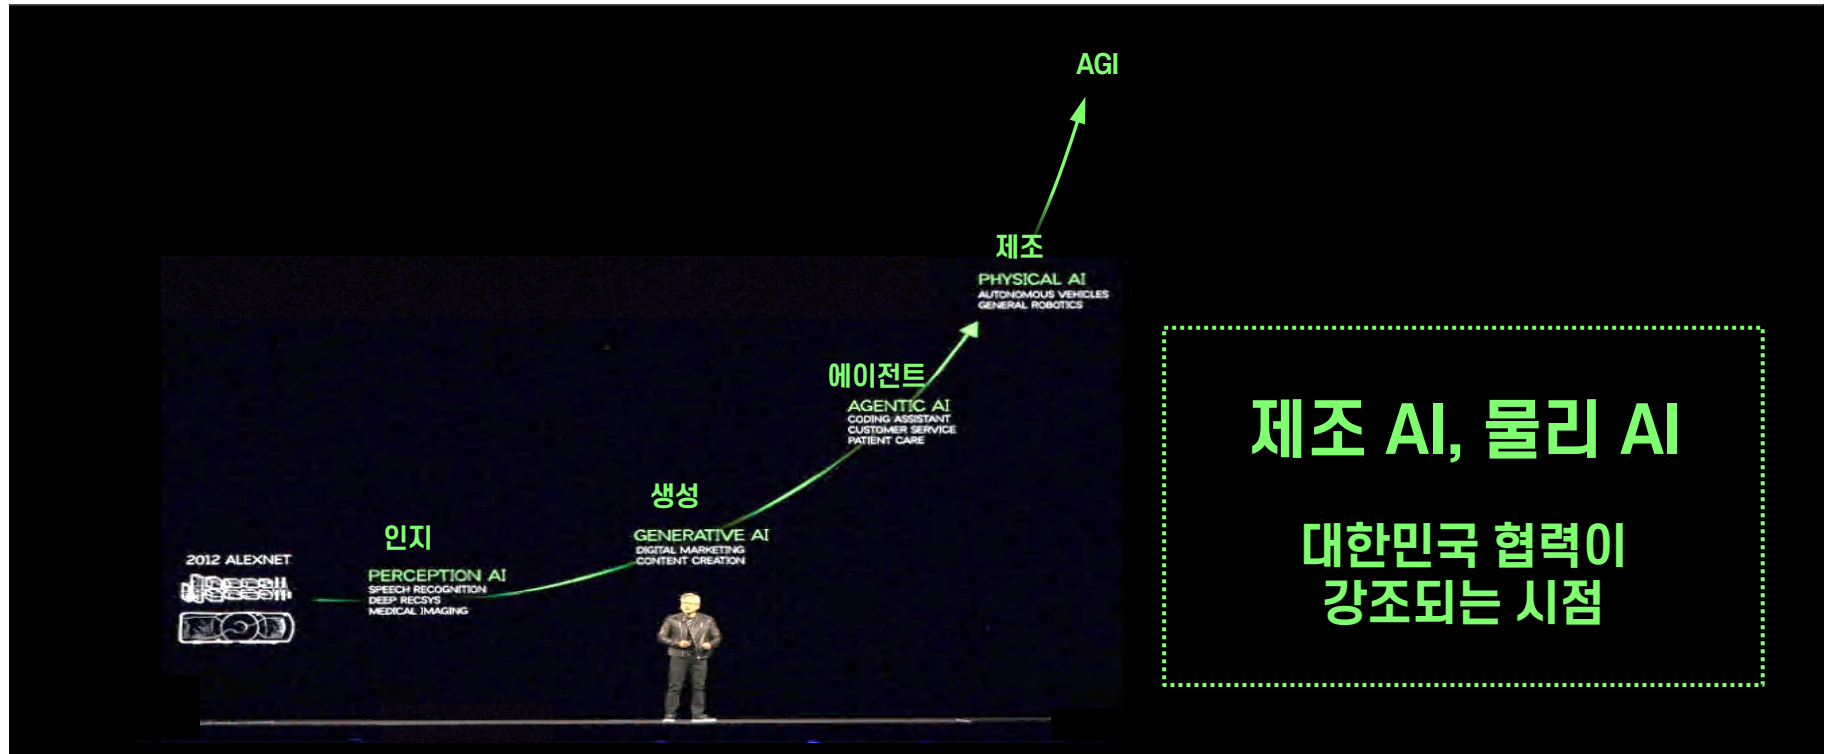 AGI
제조
PHYSICAL AI
AUTONOMOUS VEHICLES
GENERAL ROBOTICS
에이전트
AGENTIC AI
CODING ASSISTANT
CUSTOMER SERVICE
PATIENT CARE
생성
GENERATIVE AI
DIGITAL MARKETING
CONTENT CREATION
인지
PERCEPTION AI
SPEECH RECOGNITION
DEEP RECSYS
MEDICAL IMAGING
2012 ALEXNET
제조 AI, 물리 AI
대한민국 협력이
강조되는 시점